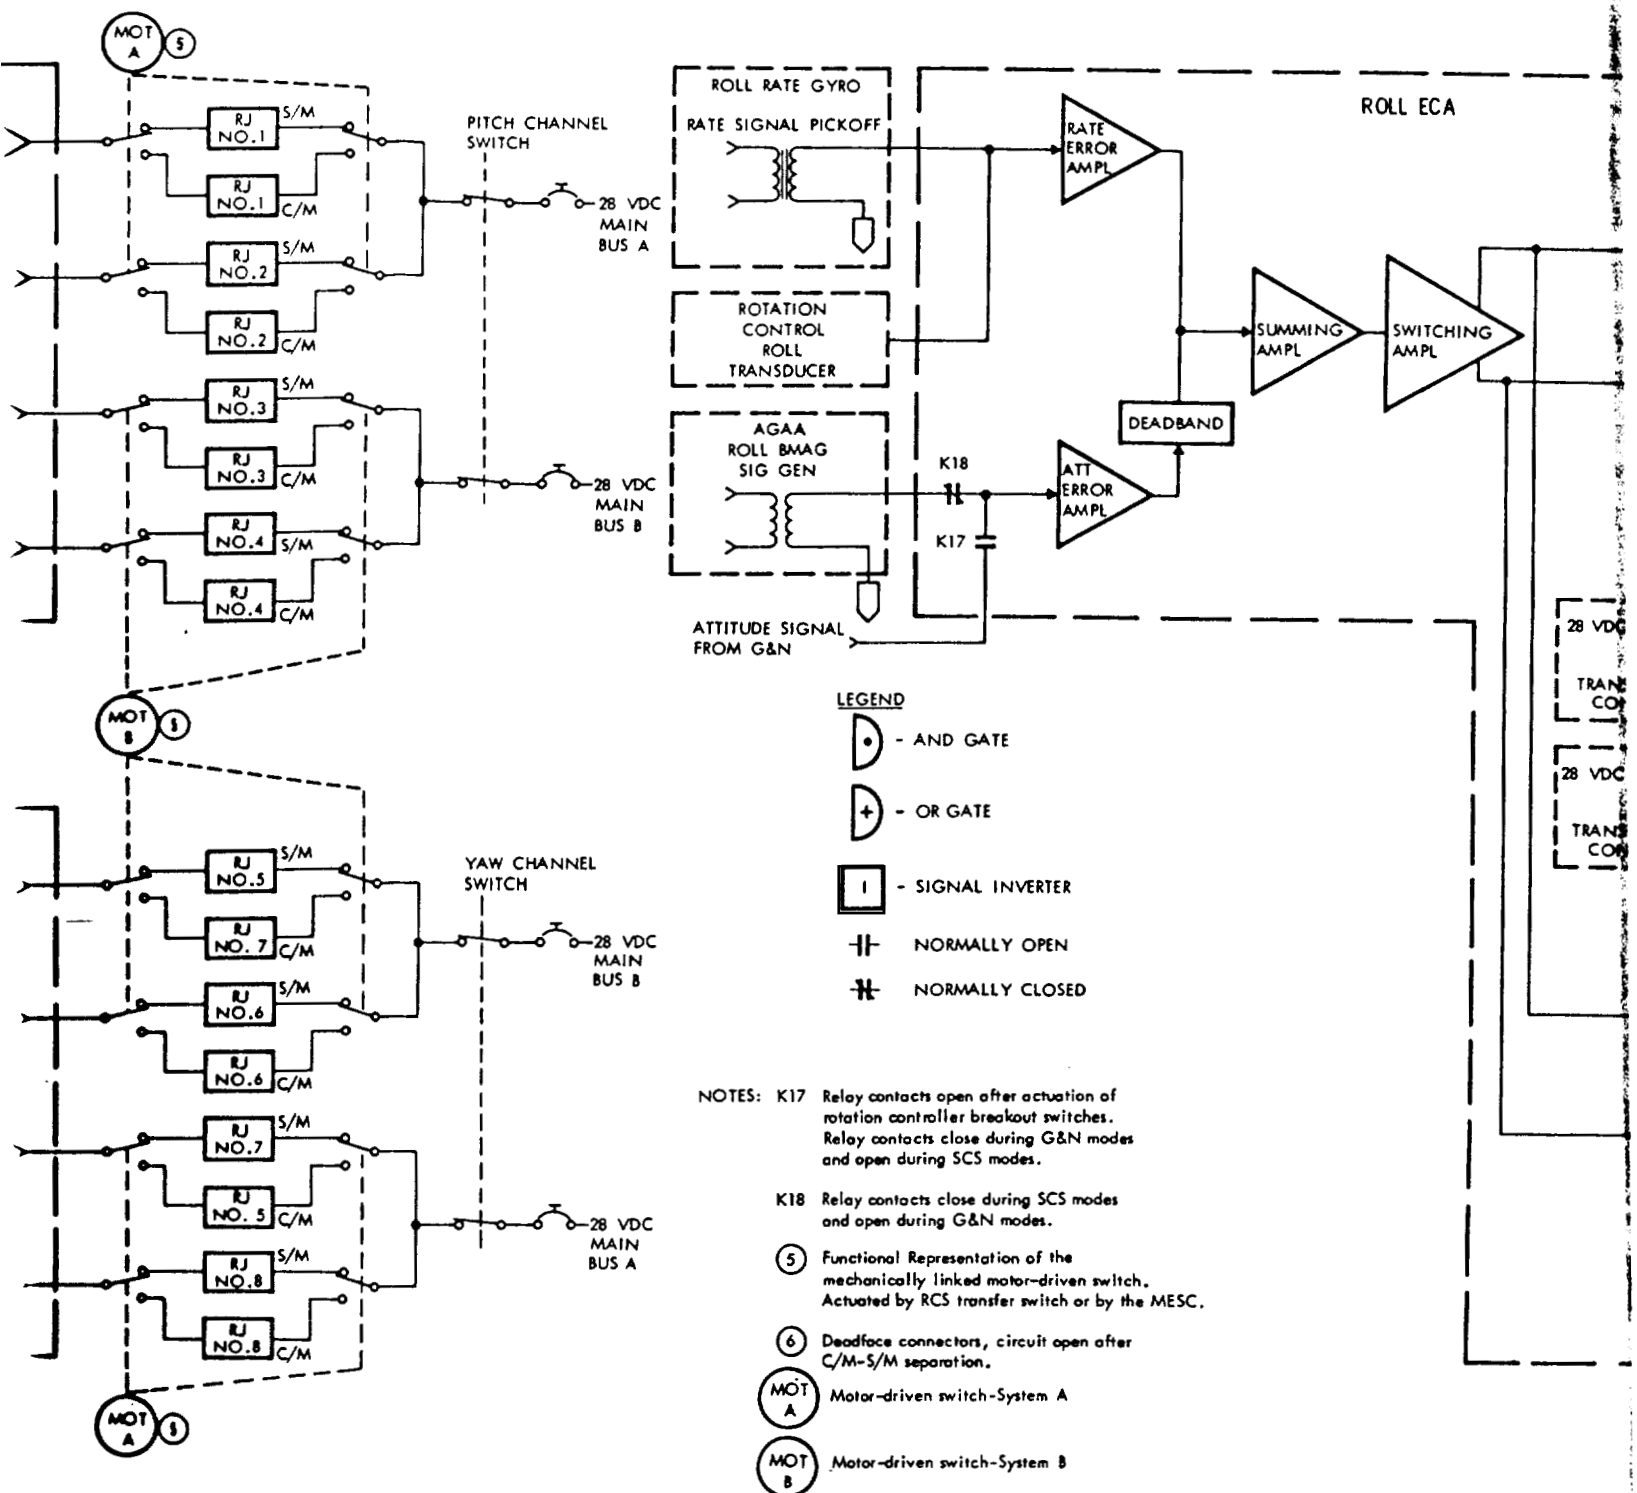 MOT
A
5
RJ
NO.1
S/M
RJ
NO.1
C/M
RJ
NO.2
S/M
RJ
NO.2
C/M
RJ
NO.3
S/M
RJ
NO.3
C/M
RJ
NO.4
S/M
RJ
NO.4
C/M
PITCH CHANNEL
SWITCH
28 VDC
MAIN
BUS A
28 VDC
MAIN
BUS B
MOT
B
5
RJ
NO.5
S/M
RJ
NO. 7
C/M
RJ
NO.6
S/M
RJ
NO.6
C/M
RJ
NO.7
S/M
RJ
NO. 5
C/M
RJ
NO.8
S/M
RJ
NO.8
C/M
YAW CHANNEL
SWITCH
28 VDC
MAIN
BUS B
28 VDC
MAIN
BUS A
MOT
A
5
ROLL RATE GYRO
RATE SIGNAL PICKOFF
ROTATION
CONTROL
ROLL
TRANSDUCER
AGAA
ROLL BMAG
SIG GEN
ATTITUDE SIGNAL
FROM G&N
ROLL ECA
RATE
ERROR
AMPL
K18
K17
ATT
ERROR
AMPL
DEADBAND
SUMMING
AMPL
SWITCHING
AMPL
28 VDC
TRAN
CO
28 VDC
TRAN
CO
LEGEND
- AND GATE
+ - OR GATE
I - SIGNAL INVERTER
NORMALLY OPEN
NORMALLY CLOSED
NOTES: K17 Relay contacts open after actuation of
rotation controller breakout switches.
Relay contacts close during G&N modes
and open during SCS modes.
K18 Relay contacts close during SCS modes
and open during G&N modes.
5 Functional Representation of the
mechanically linked motor-driven switch.
Actuated by RCS transfer switch or by the MESC.
6 Deadface connectors, circuit open after
C/M-S/M separation.
MOT
A
Motor-driven switch-System A
MOT
B
Motor-driven switch-System B